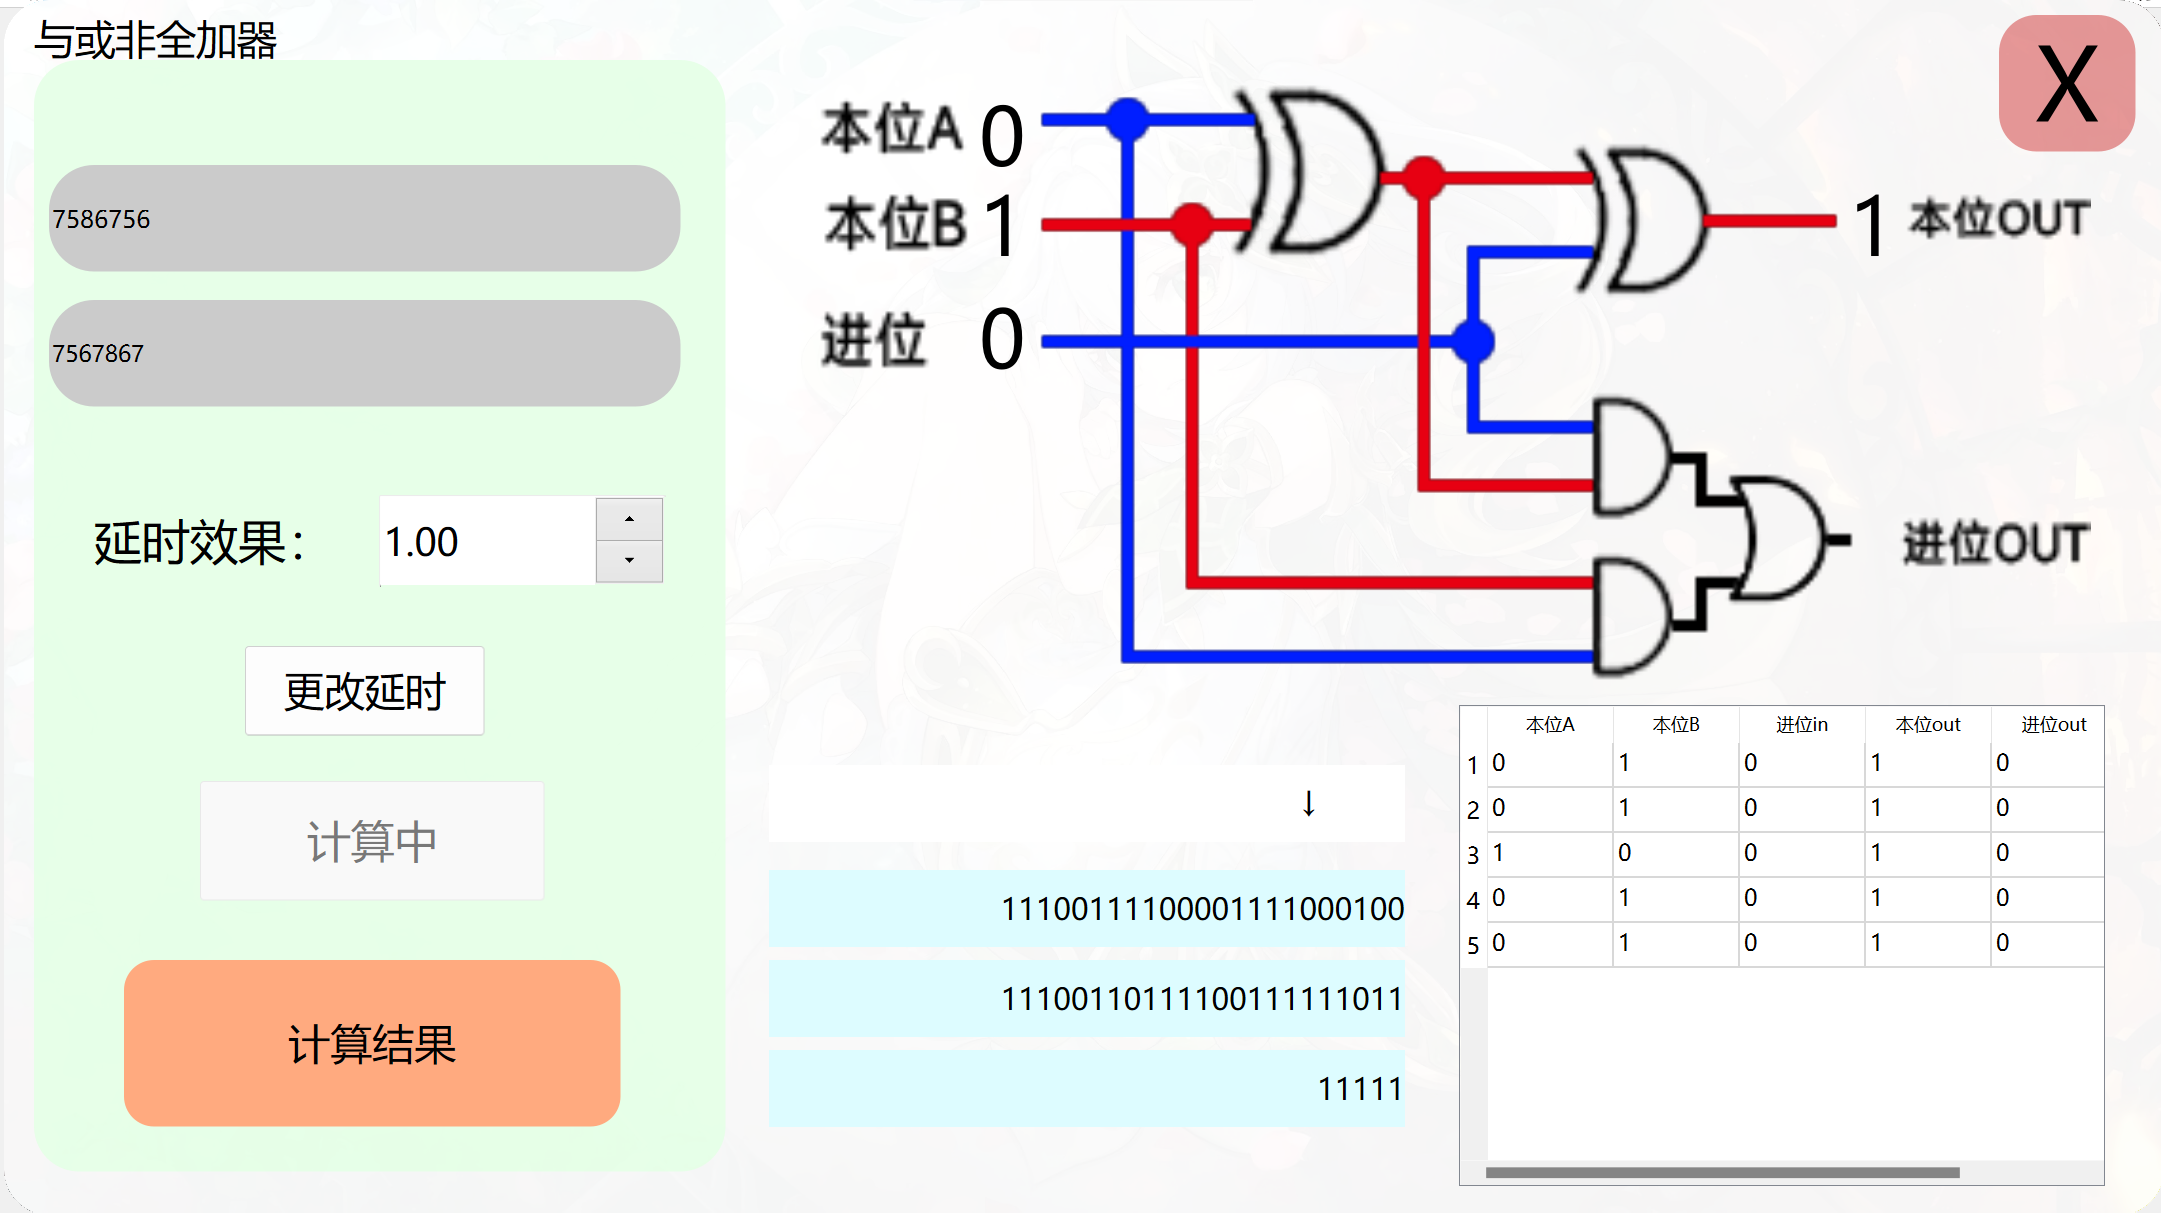 与或非全加器
X
7586756
7567867
延时效果：
1.00
更改延时
计算中
计算结果
本位A 0
本位B 1
进位 0
1 本位OUT
进位OUT
↓
11100111100001111000100
11100110111100111111011
11111
本位A 本位B 进位in 本位out 进位out
1 0 1 0 1 0
2 0 1 0 1 0
3 1 0 0 1 0
4 0 1 0 1 0
5 0 1 0 1 0